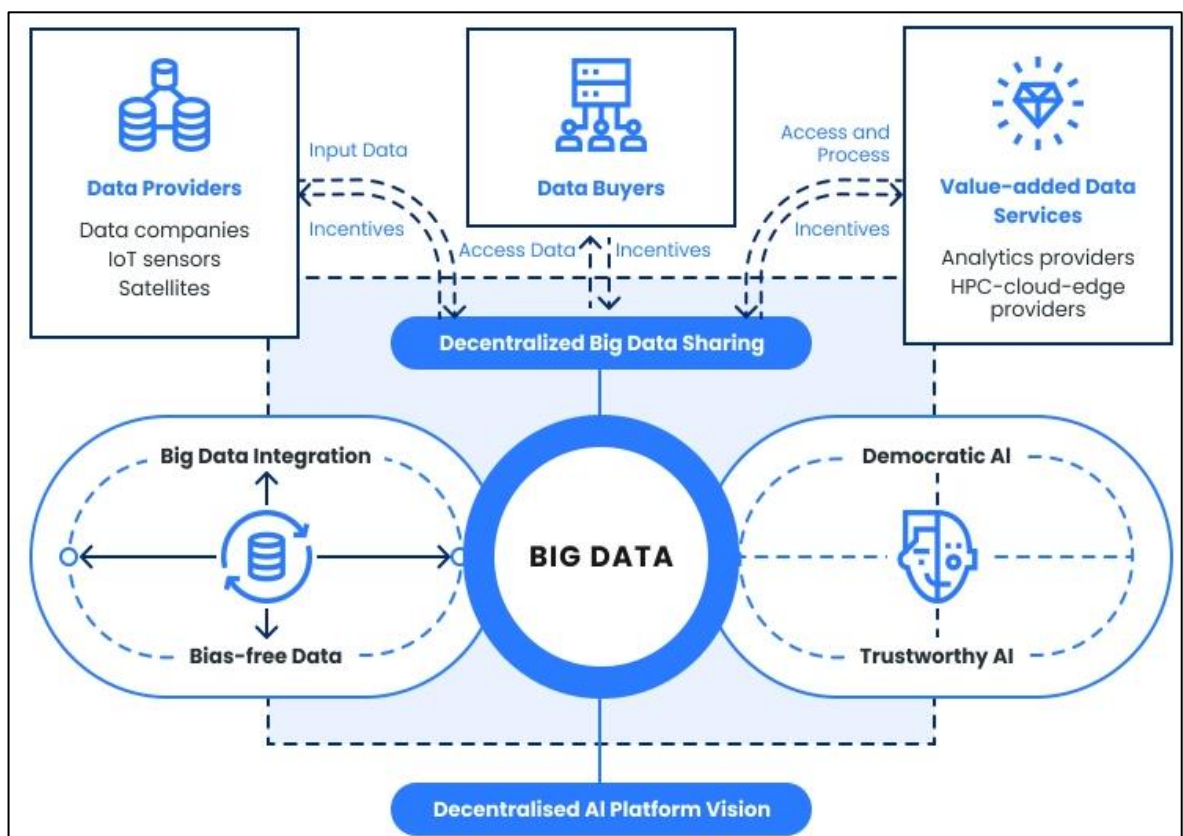 Data Providers
Data companies
IoT sensors
Satellites
Input Data
Incentives
Data Buyers
Access Data
Incentives
Access and
Process
Incentives
Value-added Data
Services
Analytics providers
HPC-cloud-edge
providers
Decentralized Big Data Sharing
Big Data Integration
Bias-free Data
BIG DATA
Democratic AI
Trustworthy AI
Decentralised AI Platform Vision